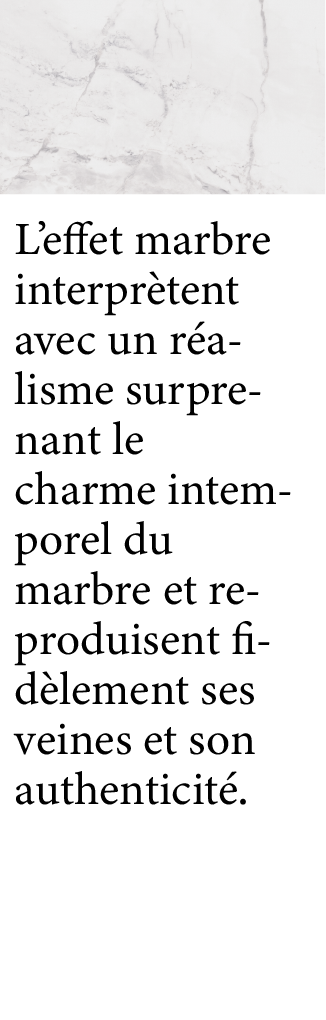 L’effet marbre
interprètent
avec un réa-
lisme surpre-
nant le
charme intem-
porel du
marbre et re-
produisent fi-
dèlement ses
veines et son
authenticité.